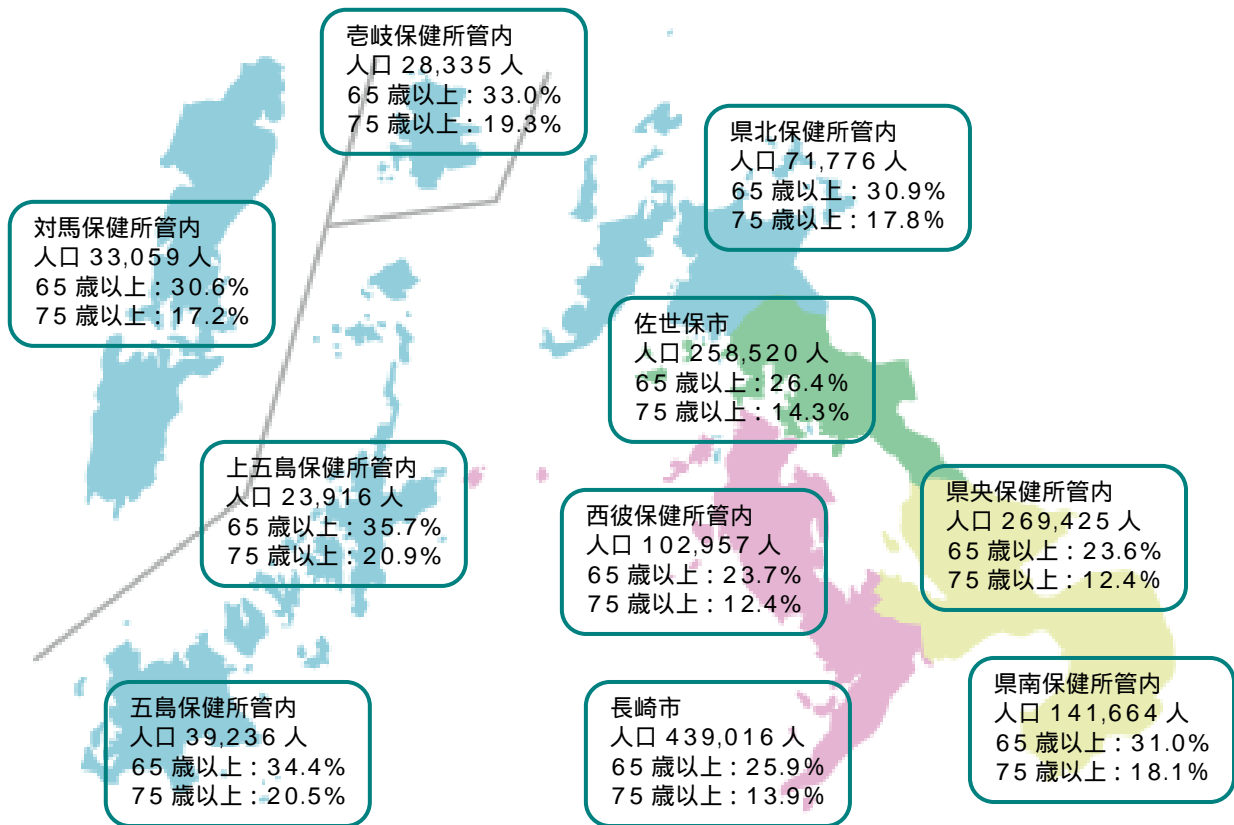 壱岐保健所管内
人口 28,335 人
65 歳以上：33.0%
75 歳以上：19.3%
県北保健所管内
人口 71,776 人
65 歳以上：30.9%
75 歳以上：17.8%
対馬保健所管内
人口 33,059 人
65 歳以上：30.6%
75 歳以上：17.2%
佐世保市
人口 258,520 人
65 歳以上：26.4%
75 歳以上：14.3%
上五島保健所管内
人口 23,916 人
65 歳以上：35.7%
75 歳以上：20.9%
西彼保健所管内
人口 102,957 人
65 歳以上：23.7%
75 歳以上：12.4%
県央保健所管内
人口 269,425 人
65 歳以上：23.6%
75 歳以上：12.4%
五島保健所管内
人口 39,236 人
65 歳以上：34.4%
75 歳以上：20.5%
長崎市
人口 439,016 人
65 歳以上：25.9%
75 歳以上：13.9%
県南保健所管内
人口 141,664 人
65 歳以上：31.0%
75 歳以上：18.1%